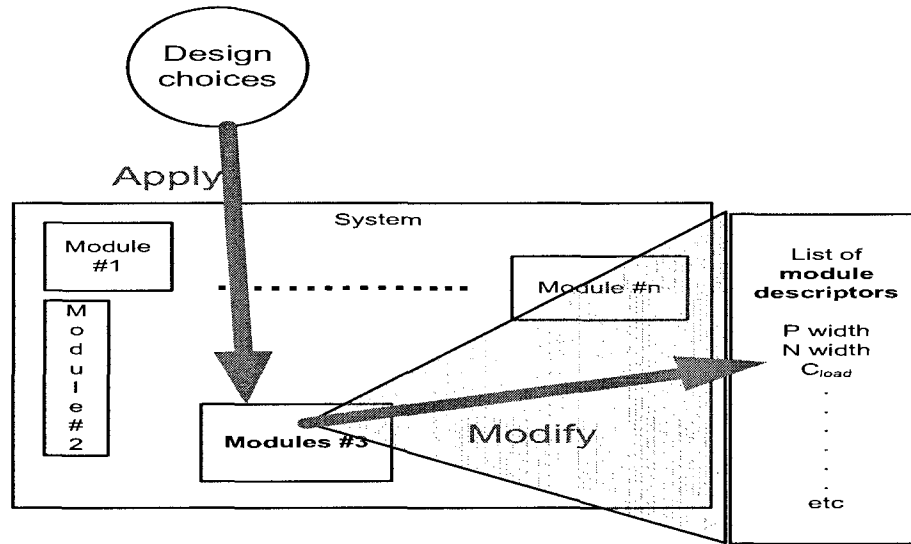 Design
choices
Apply
System
Module
#1
Module#2
Module #n
Modules #3
Modify
List of
module
descriptors
P width
N width
Cload
etc